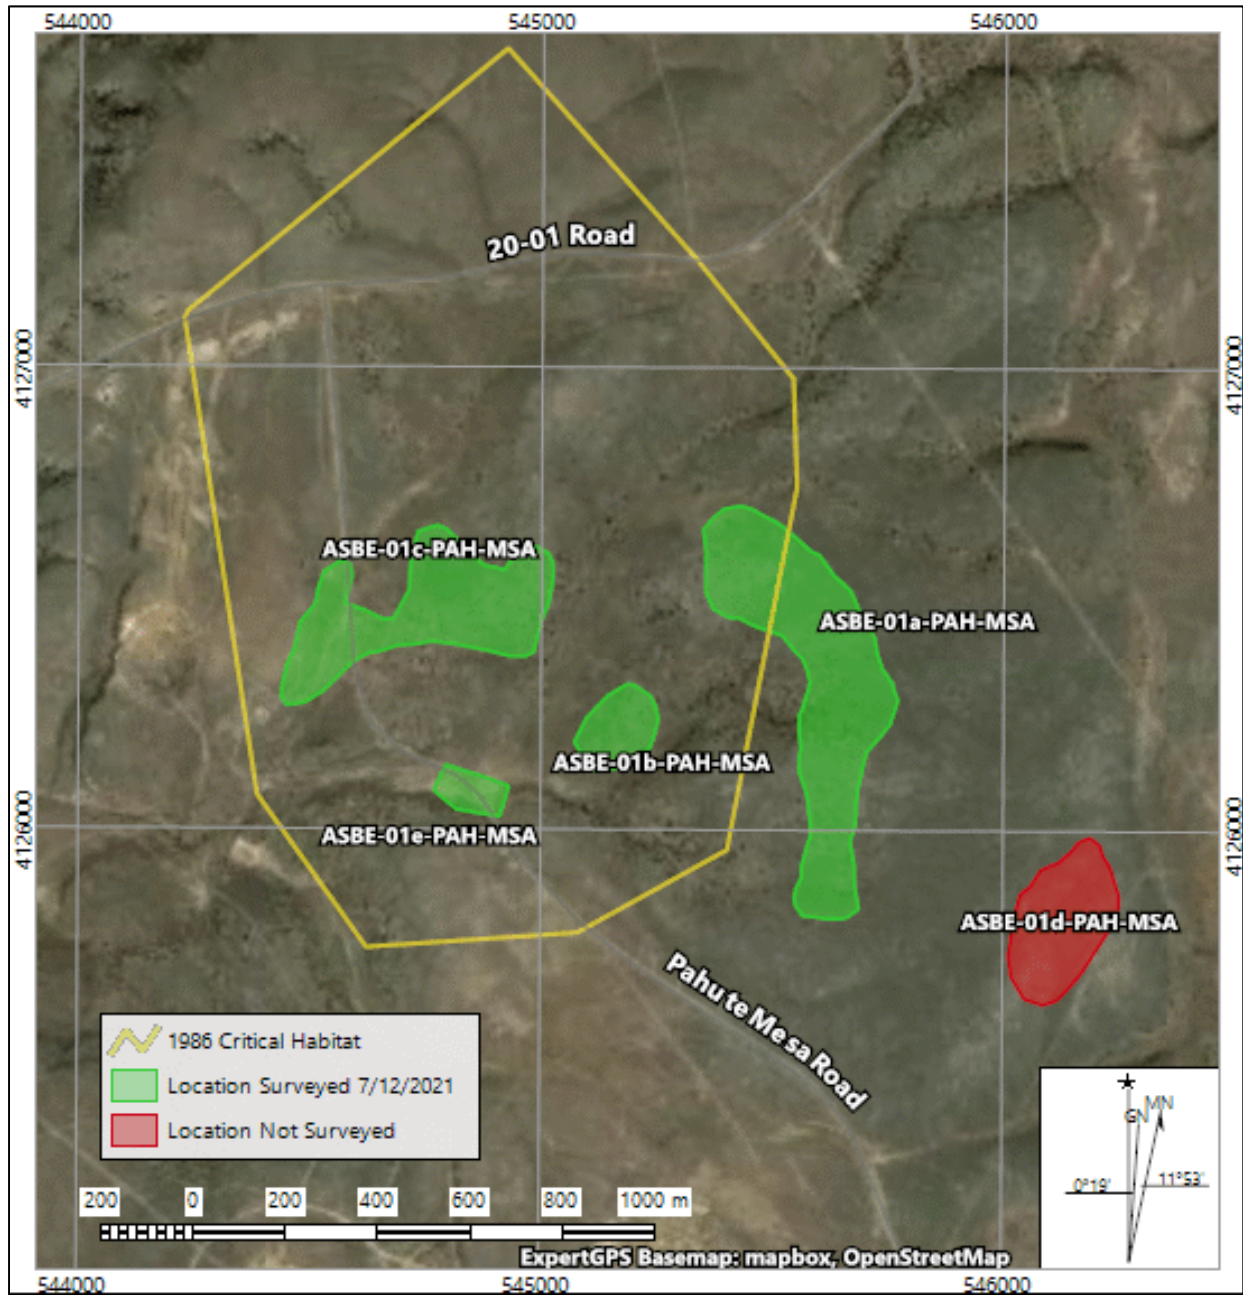 544000 545000 546000
20-01 Road
4127000 4127000
ASBE-01c-PAH-MSA
ASBE-01a-PAH-MSA
ASBE-01b-PAH-MSA
ASBE-01e-PAH-MSA
4126000 4126000
ASBE-01d-PAH-MSA
Pahute Mesa Road
1986 Critical Habitat
Location Surveyed 7/12/2021
Location Not Surveyed
GN MN
0°19' 11°53'
200 0 200 400 600 800 1000 m
ExpertGPS Basemap: mapbox, OpenStreetMap
544000 545000 546000